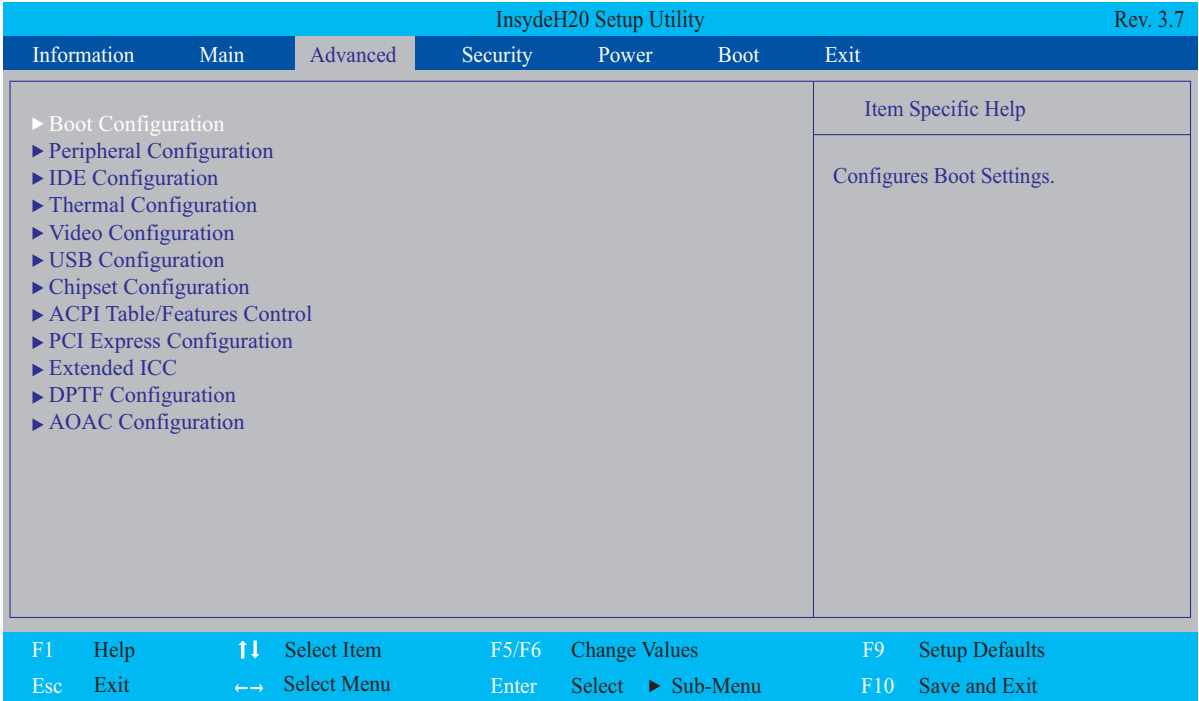 InsydeH20 Setup Utility Rev. 3.7
Information Main Advanced Security Power Boot Exit
▶ Boot Configuration
▶ Peripheral Configuration
▶ IDE Configuration
▶ Thermal Configuration
▶ Video Configuration
▶ USB Configuration
▶ Chipset Configuration
▶ ACPI Table/Features Control
▶ PCI Express Configuration
▶ Extended ICC
▶ DPTF Configuration
▶ AOAC Configuration
Item Specific Help
Configures Boot Settings.
F1 Help ↑↓ Select Item F5/F6 Change Values F9 Setup Defaults
Esc Exit ←→ Select Menu Enter Select ▶ Sub-Menu F10 Save and Exit